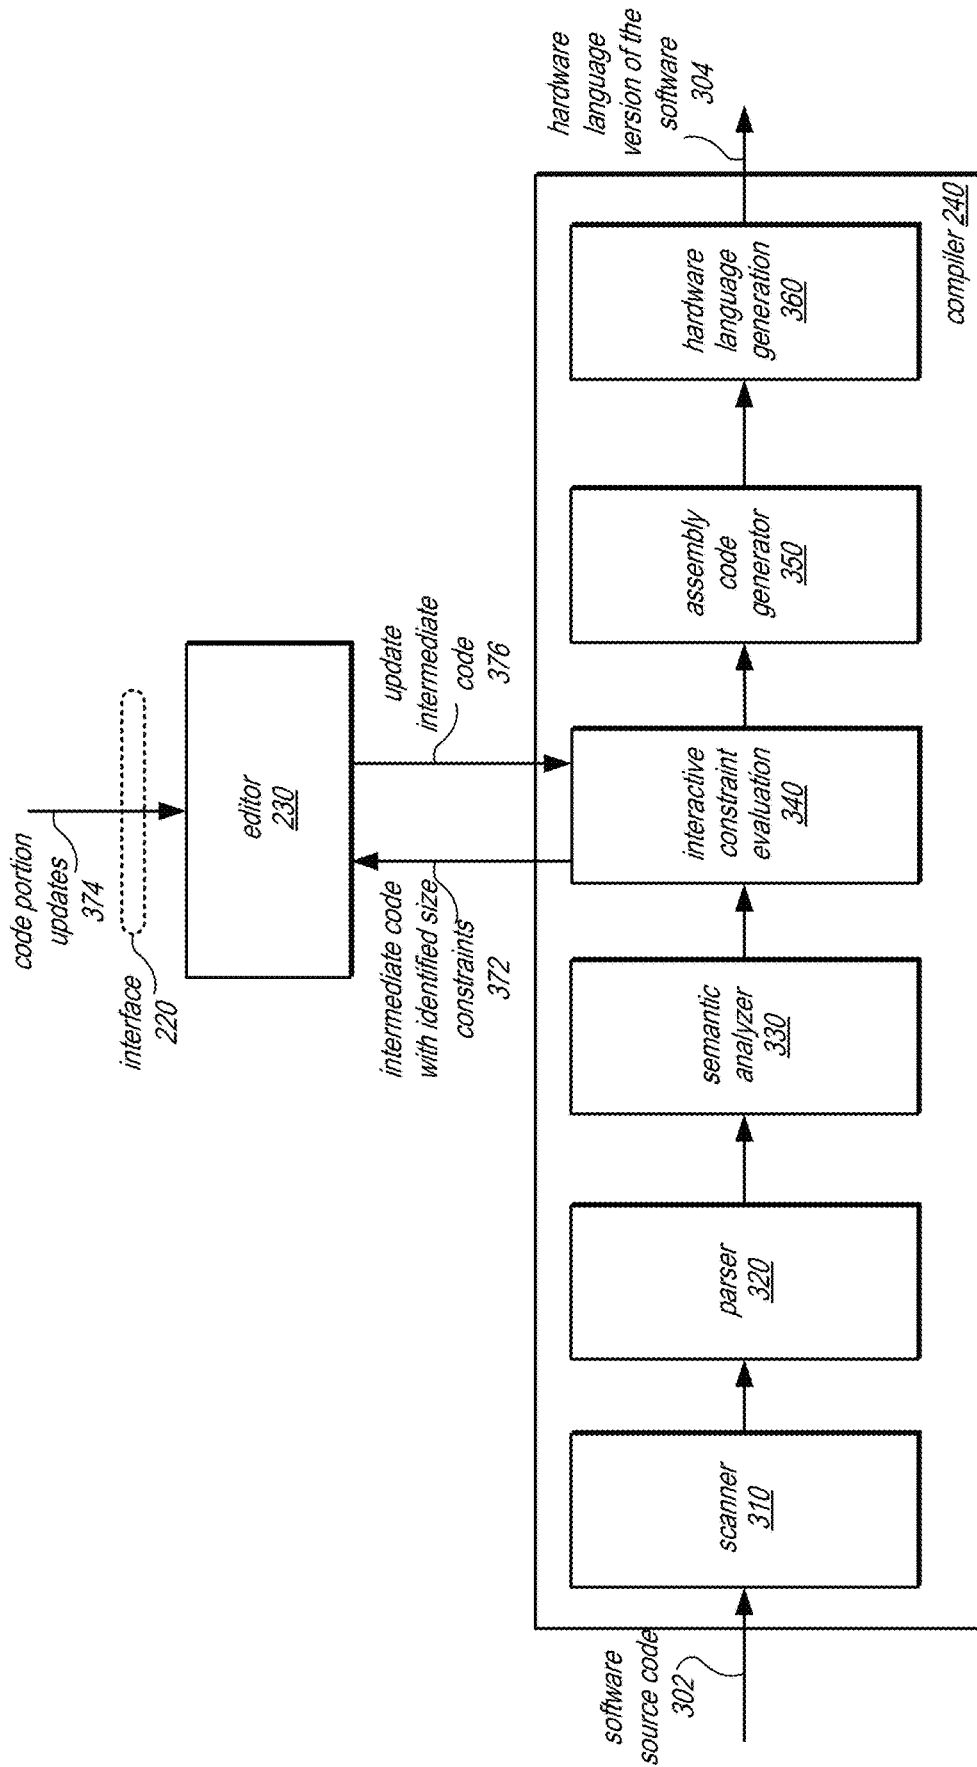 code portion
updates
374
interface
220
editor
230
intermediate code
with identified size
constraints
372
update
intermediate
code
376
software
source code
302
scanner
310
parser
320
semantic
analyzer
330
interactive
constraint
evaluation
340
assembly
code
generator
350
hardware
language
generation
360
hardware
language
version of the
software
304
compiler 240